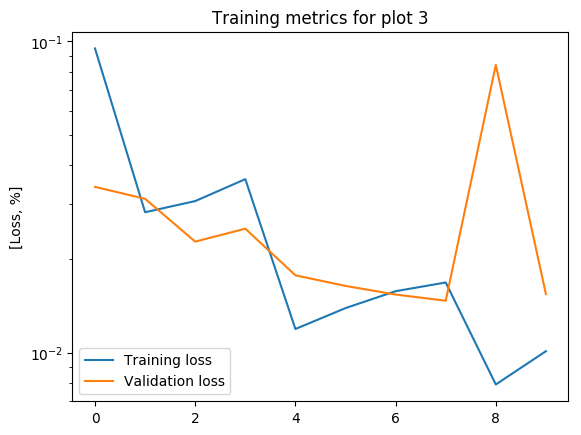 Training metrics for plot 3
10⁻¹
[Loss, %]
10⁻²
Training loss
Validation loss
0 2 4 6 8